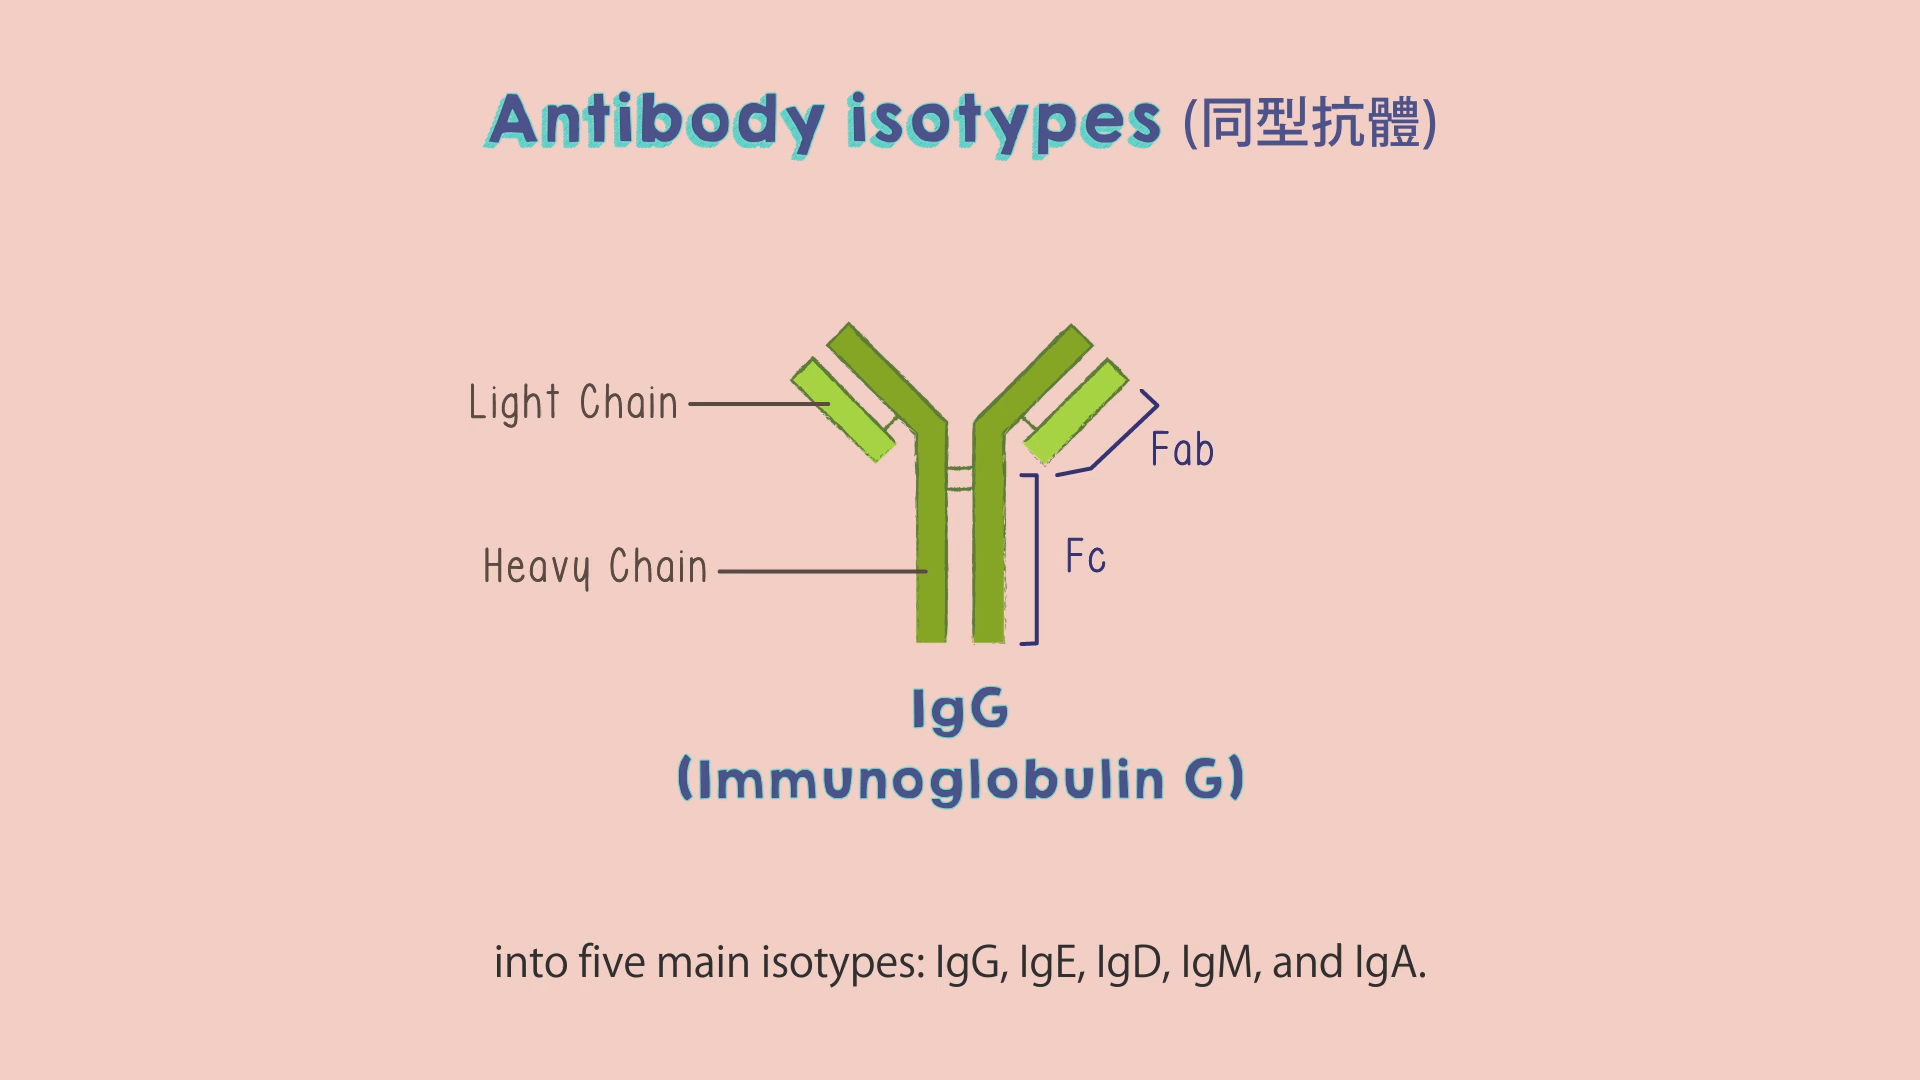 Antibody isotypes (同型抗體)
Light Chain
Fab
Fc
Heavy Chain
IgG
(Immunoglobulin G)
into five main isotypes: IgG, IgE, IgD, IgM, and IgA.